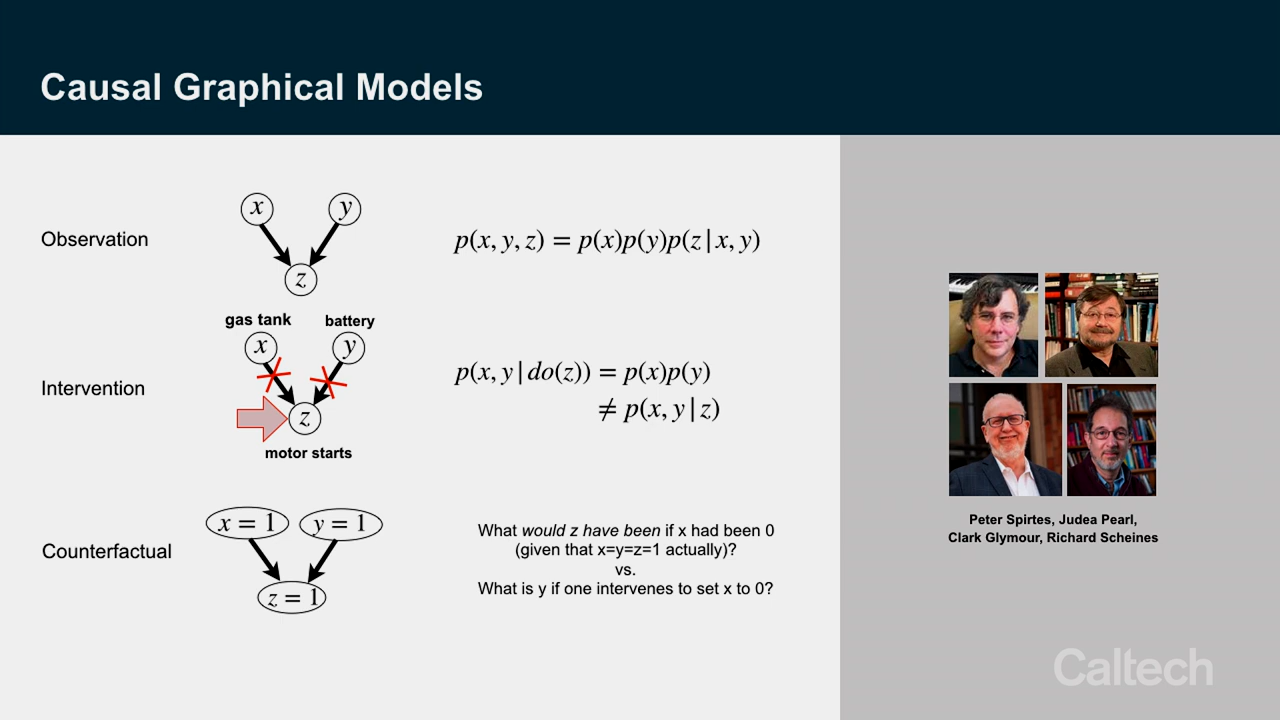 Causal Graphical Models
Observation
x
y
z
p(x, y, z) = p(x)p(y)p(z|x, y)
gas tank
battery
x
y
Intervention
z
motor starts
p(x, y|do(z)) = p(x)p(y)
≠ p(x, y|z)
Counterfactual
x = 1
y = 1
z = 1
What would z have been if x had been 0
(given that x=y=z=1 actually)?
vs.
What is y if one intervenes to set x to 0?
Peter Spirtes, Judea Pearl,
Clark Glymour, Richard Scheines
Caltech